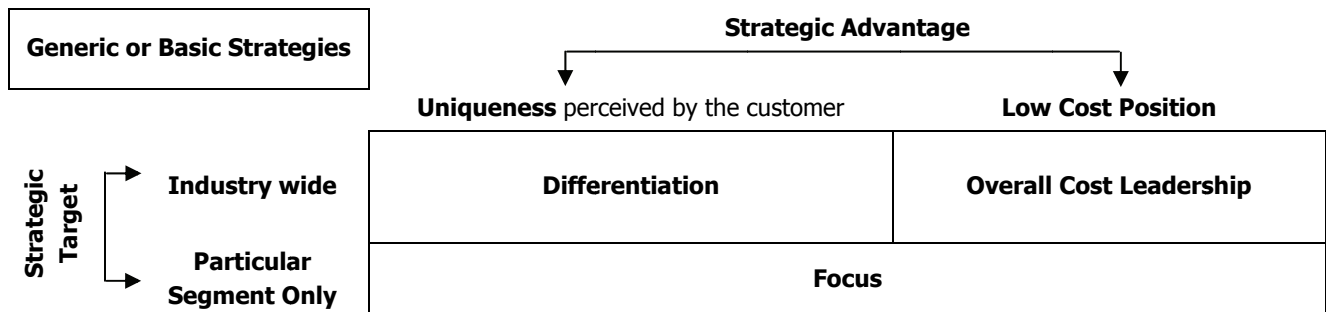 Generic or Basic Strategies
Strategic Advantage
Uniqueness perceived by the customer
Low Cost Position
Strategic
Target
Industry wide
Differentiation
Overall Cost Leadership
Particular
Segment Only
Focus